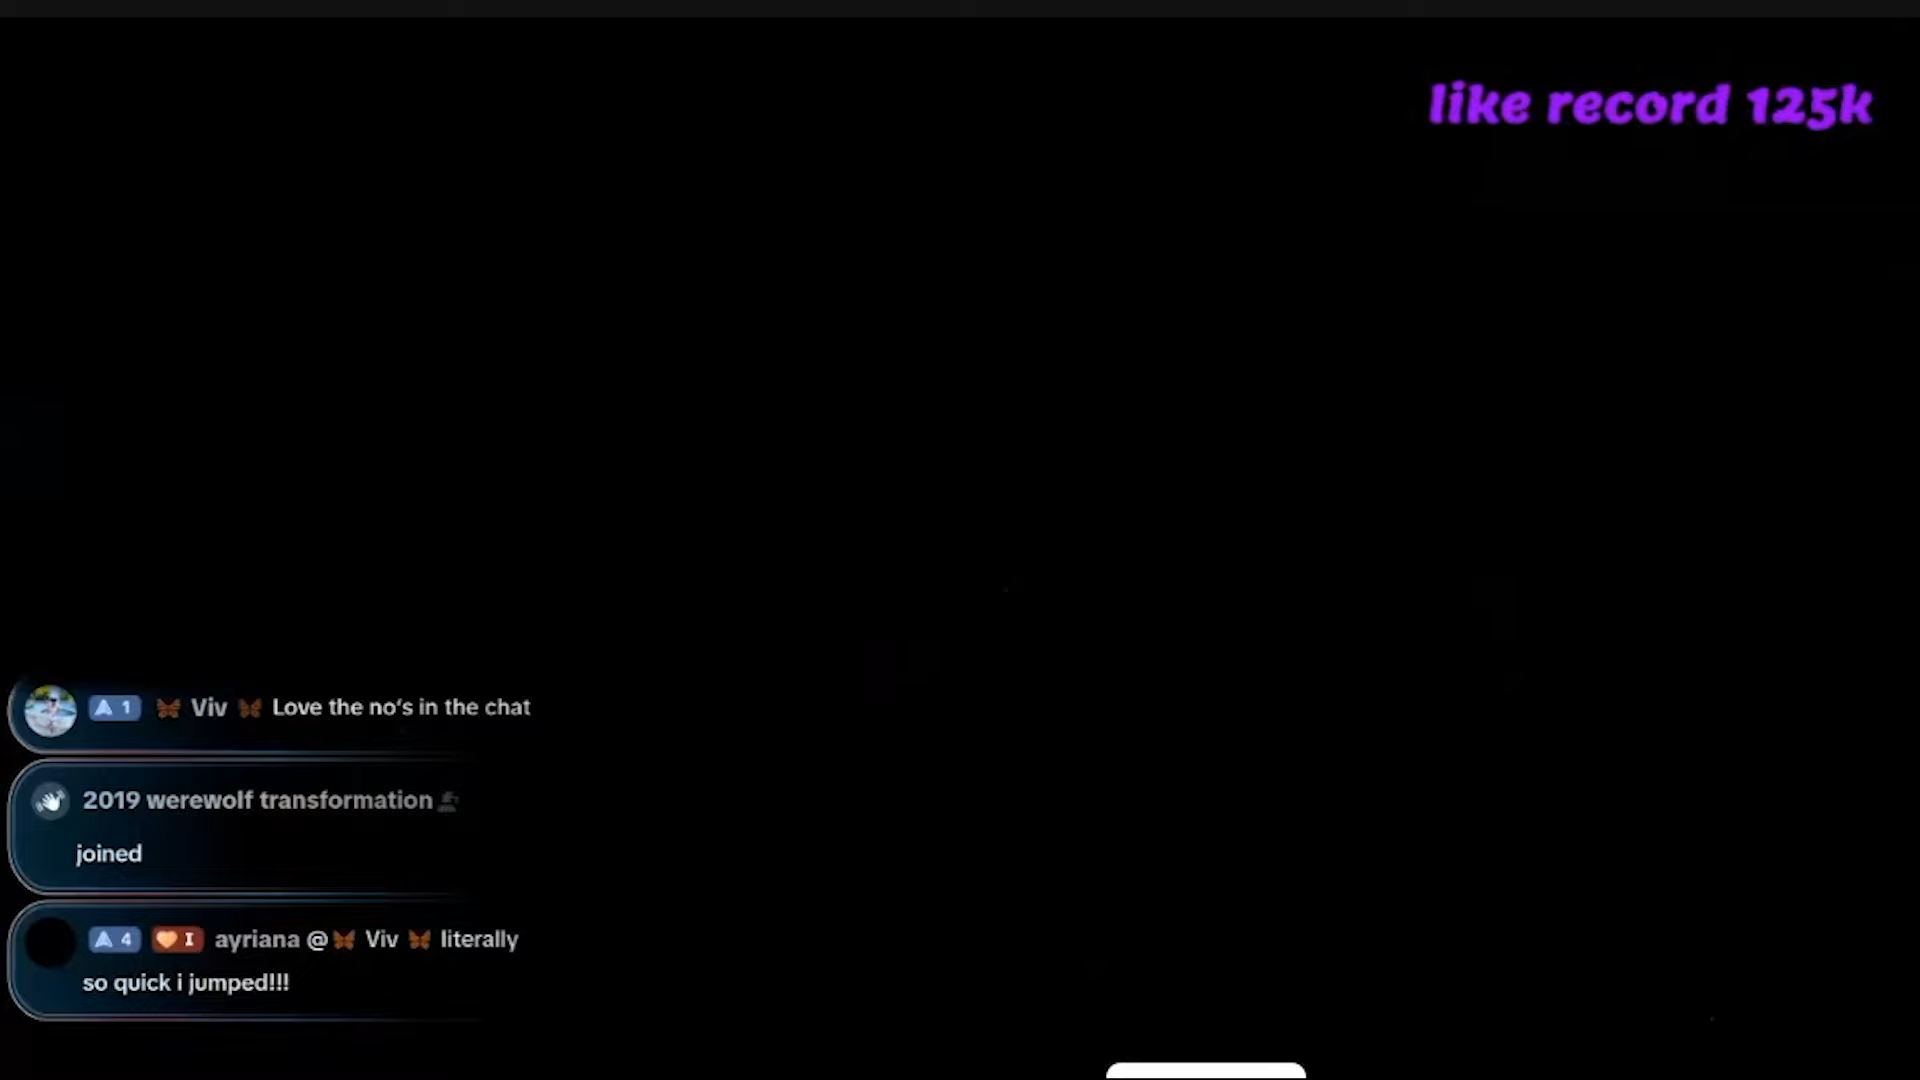 like record 125k
1 Viv Love the no's in the chat
2019 werewolf transformation
joined
4 I ayriana @ Viv literally
so quick i jumped!!!